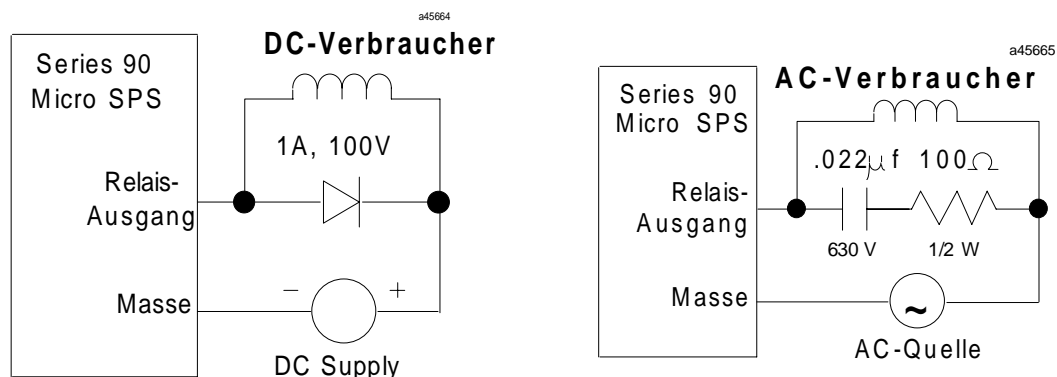 a45664
DC-Verbraucher
Series 90
Micro SPS
1A, 100V
Relais-
Ausgang
Masse
− +
DC Supply
a45665
AC-Verbraucher
Series 90
Micro SPS
.022μf 100Ω
Relais-
Ausgang
630 V 1/2 W
Masse
~
AC-Quelle